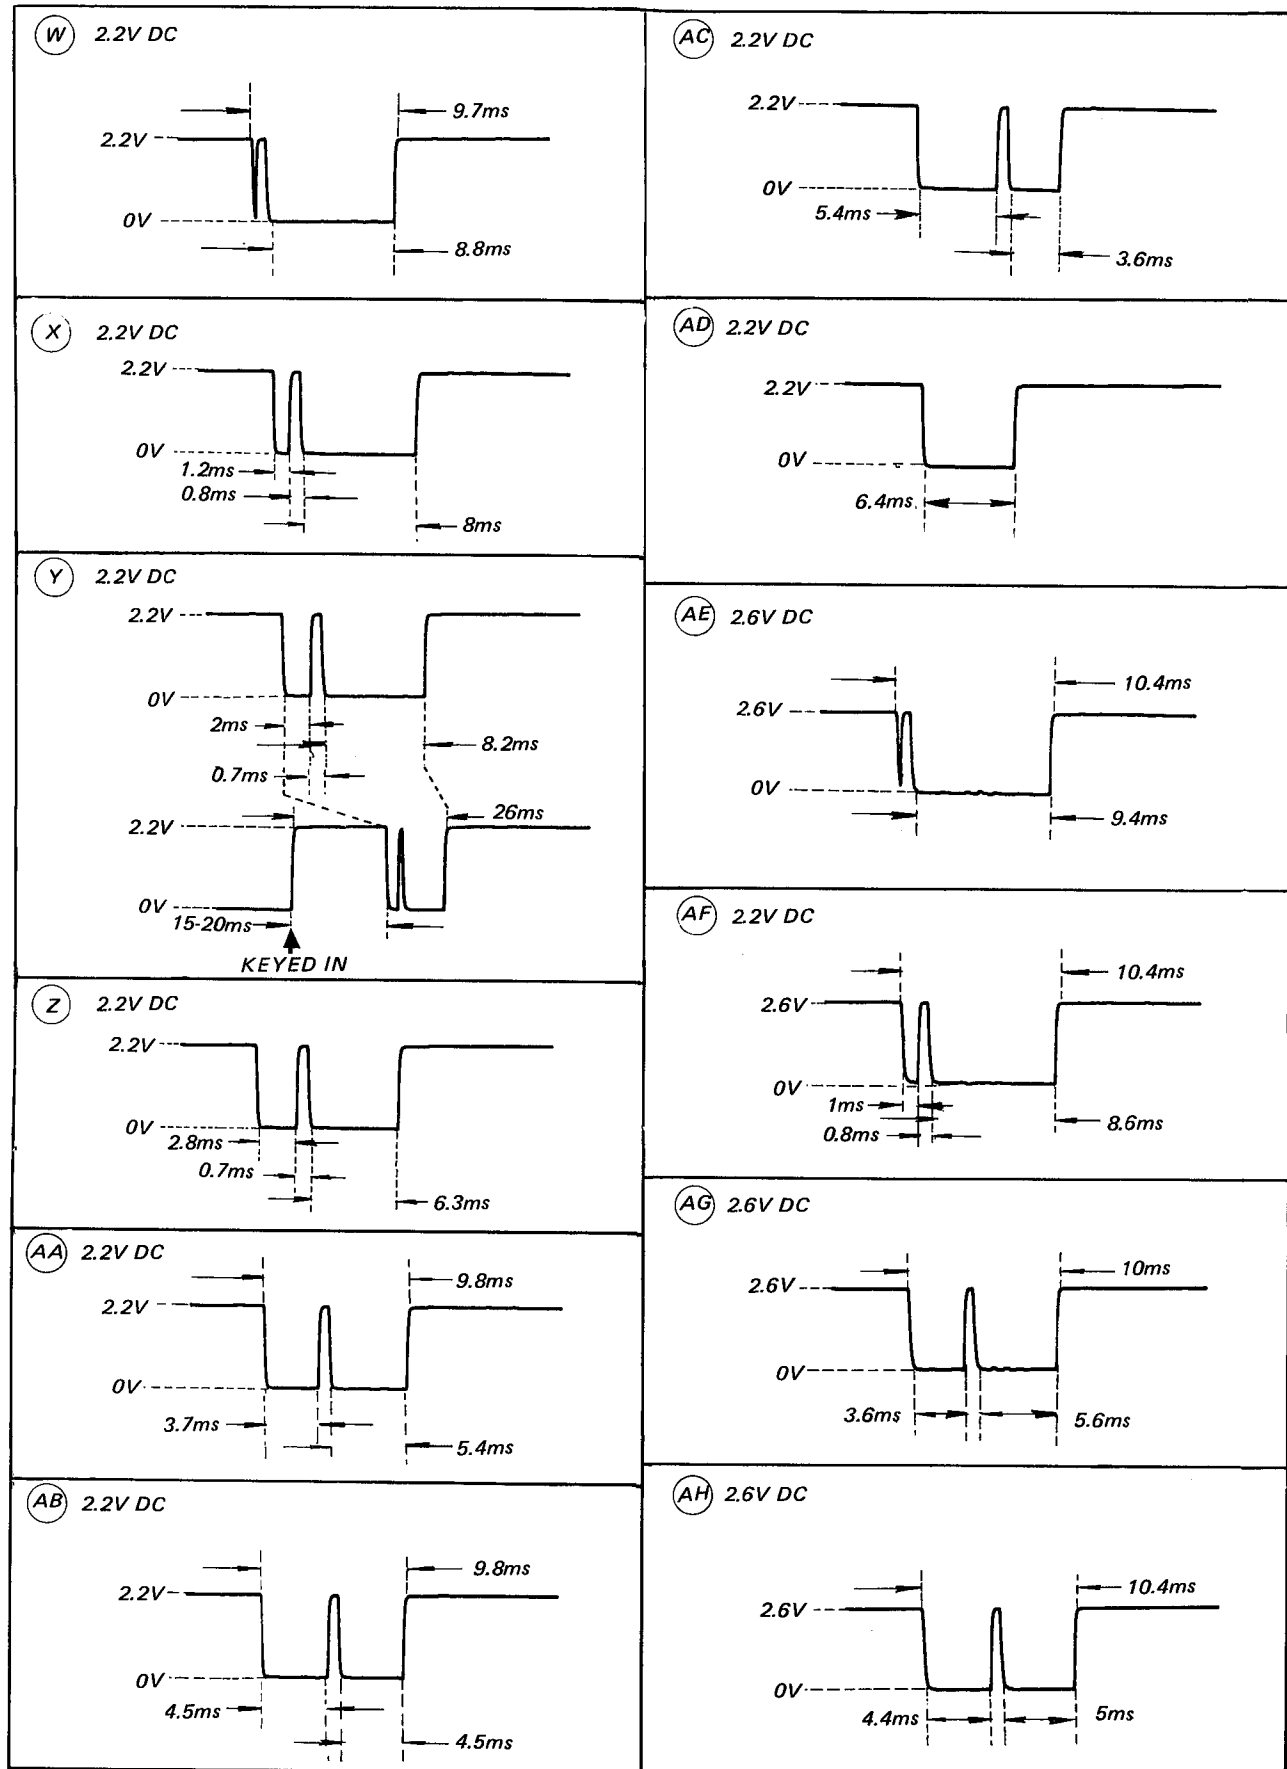 W 2.2V DC
9.7ms
2.2V
0V
8.8ms
X 2.2V DC
2.2V
0V
1.2ms
0.8ms
8ms
Y 2.2V DC
2.2V
0V
2ms
8.2ms
0.7ms
26ms
2.2V
0V
15-20ms
KEYED IN
Z 2.2V DC
2.2V
0V
2.8ms
0.7ms
6.3ms
AA 2.2V DC
9.8ms
2.2V
0V
3.7ms
5.4ms
AB 2.2V DC
9.8ms
2.2V
0V
4.5ms
4.5ms
AC 2.2V DC
2.2V
0V
5.4ms
3.6ms
AD 2.2V DC
2.2V
0V
6.4ms
AE 2.6V DC
10.4ms
2.6V
0V
9.4ms
AF 2.2V DC
10.4ms
2.6V
0V
1ms
8.6ms
0.8ms
AG 2.6V DC
10ms
2.6V
0V
3.6ms
5.6ms
AH 2.6V DC
10.4ms
2.6V
0V
4.4ms
5ms